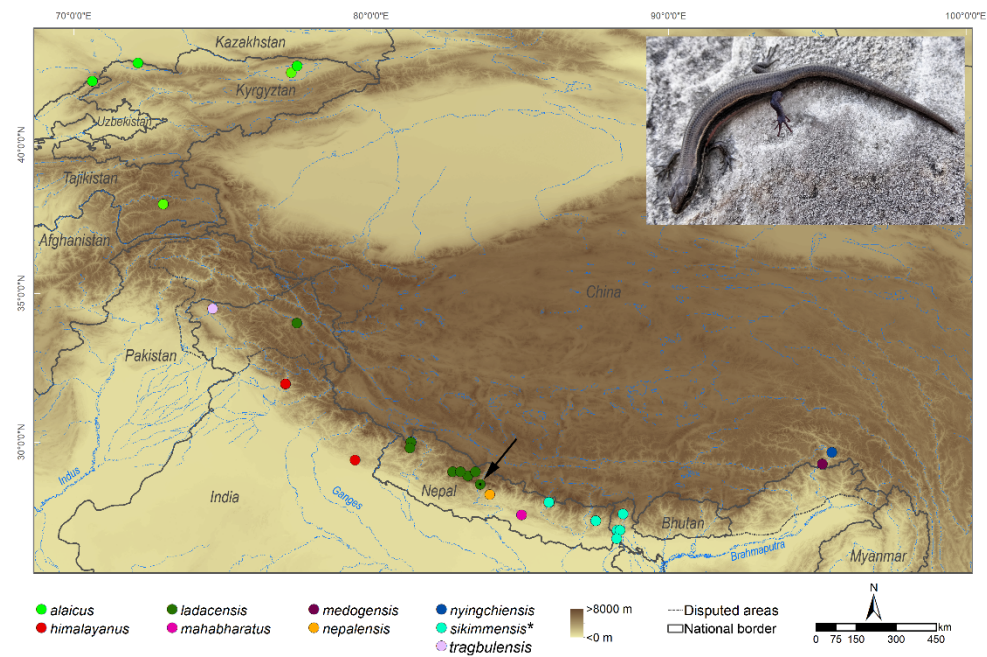 70°0'0"E 80°0'0"E 90°0'0"E 100°0'0"E
Kazakhstan
Kyrgyztan
Uzbekistan
40°0'0"N
Tajikistan
Afghanistan
35°0'0"N
China
Pakistan
30°0'0"N
Indus
India
Ganges
Nepal
Bhutan
Brahmaputra
Myanmar
alaicus ladacensis medogensis nyingchiensis >8000 m Disputed areas N
himalayanus mahabharatus nepalensis sikimmensis* <0 m National border km
tragbulensis 0 75 150 300 450